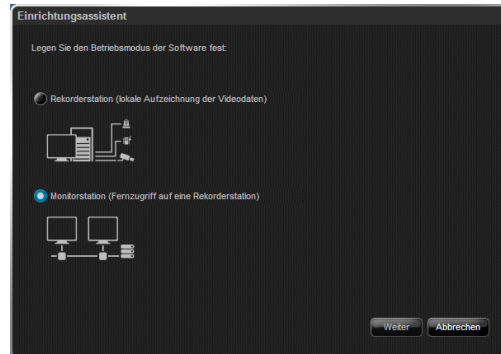 Einrichtungsassistent
Legen Sie den Betriebsmodus der Software fest:
Rekorderstation (lokale Aufzeichnung der Videodaten)
Monitorstation (Fernzugriff auf eine Rekorderstation)
Weiter Abbrechen